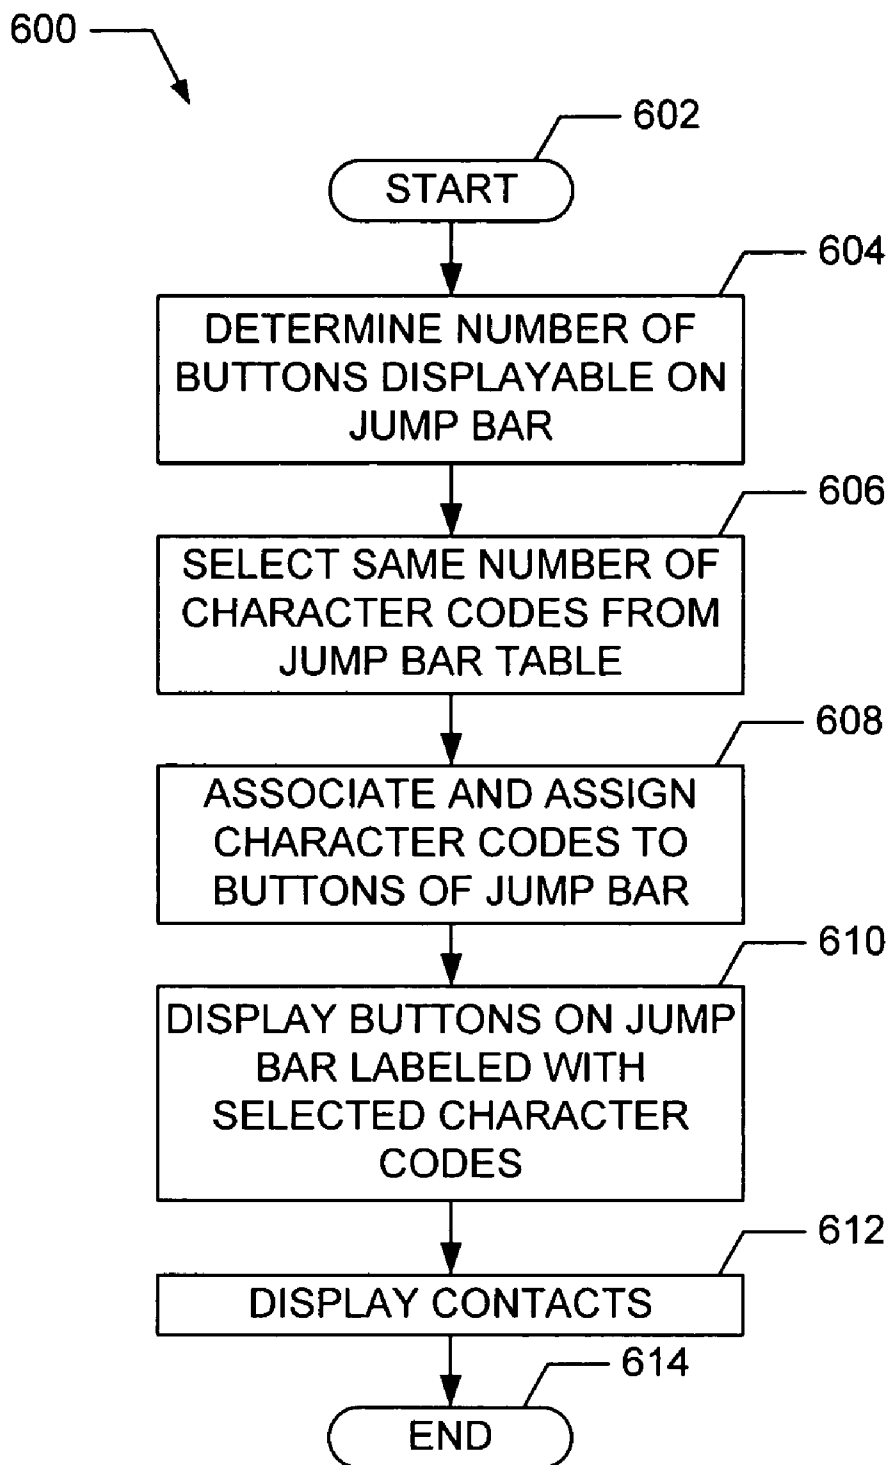 600
602
START
604
DETERMINE NUMBER OF
BUTTONS DISPLAYABLE ON
JUMP BAR
606
SELECT SAME NUMBER OF
CHARACTER CODES FROM
JUMP BAR TABLE
608
ASSOCIATE AND ASSIGN
CHARACTER CODES TO
BUTTONS OF JUMP BAR
610
DISPLAY BUTTONS ON JUMP
BAR LABELED WITH
SELECTED CHARACTER
CODES
612
DISPLAY CONTACTS
614
END